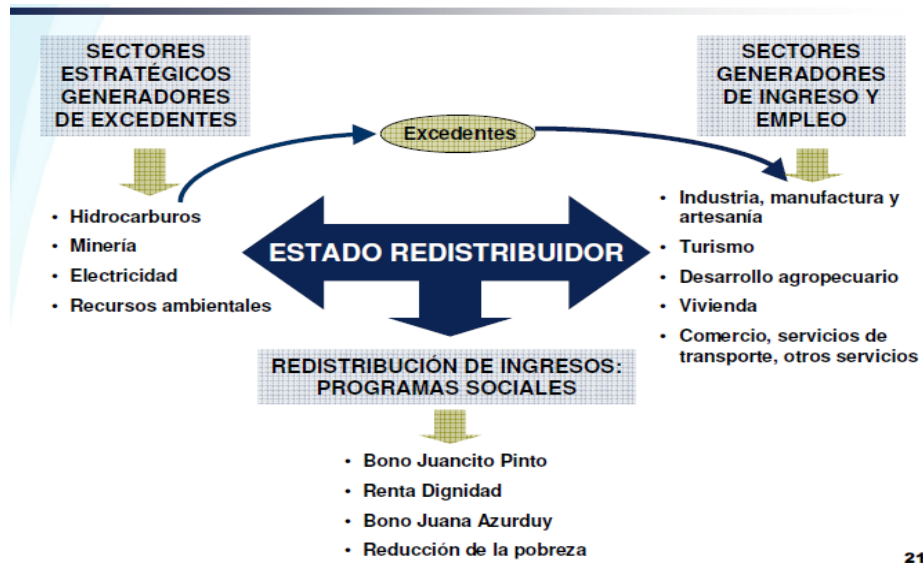 SECTORES
ESTRATÉGICOS
GENERADORES
DE EXCEDENTES
Excedentes
SECTORES
GENERADORES
DE INGRESO Y
EMPLEO
• Hidrocarburos
• Minería
• Electricidad
• Recursos ambientales
ESTADO REDISTRIBUIDOR
• Industria, manufactura y
artesanía
• Turismo
• Desarrollo agropecuario
• Vivienda
• Comercio, servicios de
transporte, otros servicios
REDISTRIBUCIÓN DE INGRESOS:
PROGRAMAS SOCIALES
• Bono Juancito Pinto
• Renta Dignidad
• Bono Juana Azurduy
• Reducción de la pobreza
21